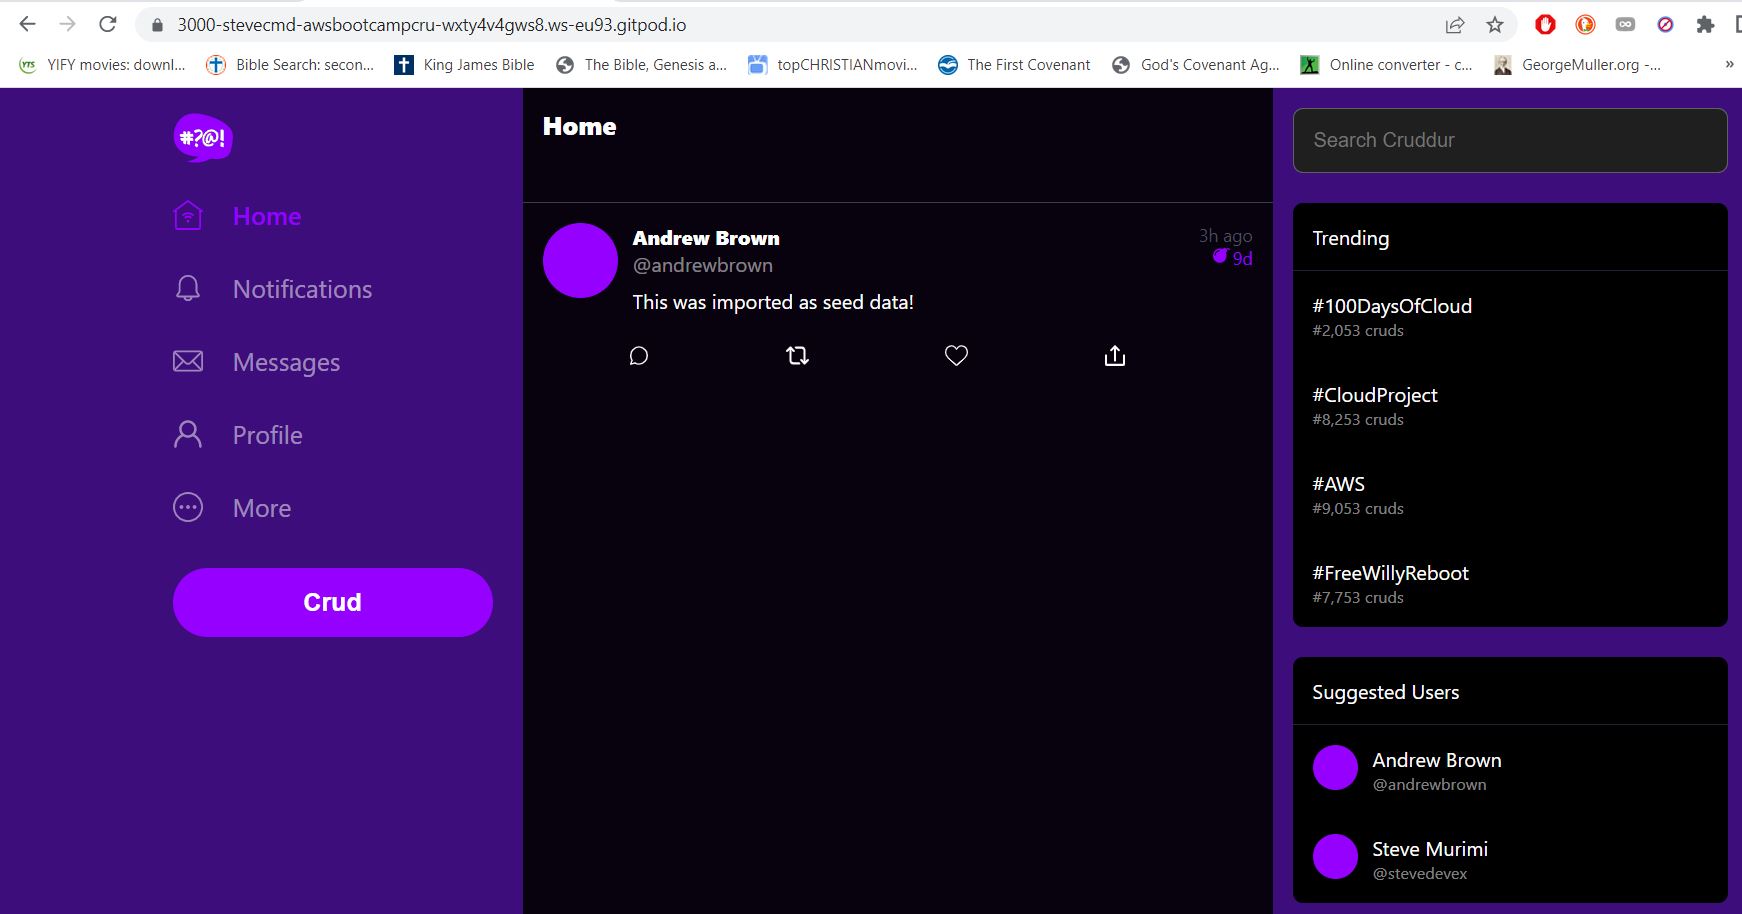 3000-stevecmd-awsbootcampcru-wxty4v4gws8.ws-eu93.gitpod.io
YTS YIFY movies: downl... Bible Search: secon... King James Bible The Bible, Genesis a... topCHRISTIANmovi... The First Covenant God's Covenant Ag... Online converter - c... GeorgeMuller.org -... »
#?@!
Home
Notifications
Messages
Profile
More
Crud
Home
Andrew Brown
3h ago
@andrewbrown
9d
This was imported as seed data!
Search Cruddur
Trending
#100DaysOfCloud
#2,053 cruds
#CloudProject
#8,253 cruds
#AWS
#9,053 cruds
#FreeWillyReboot
#7,753 cruds
Suggested Users
Andrew Brown
@andrewbrown
Steve Murimi
@stevedevex